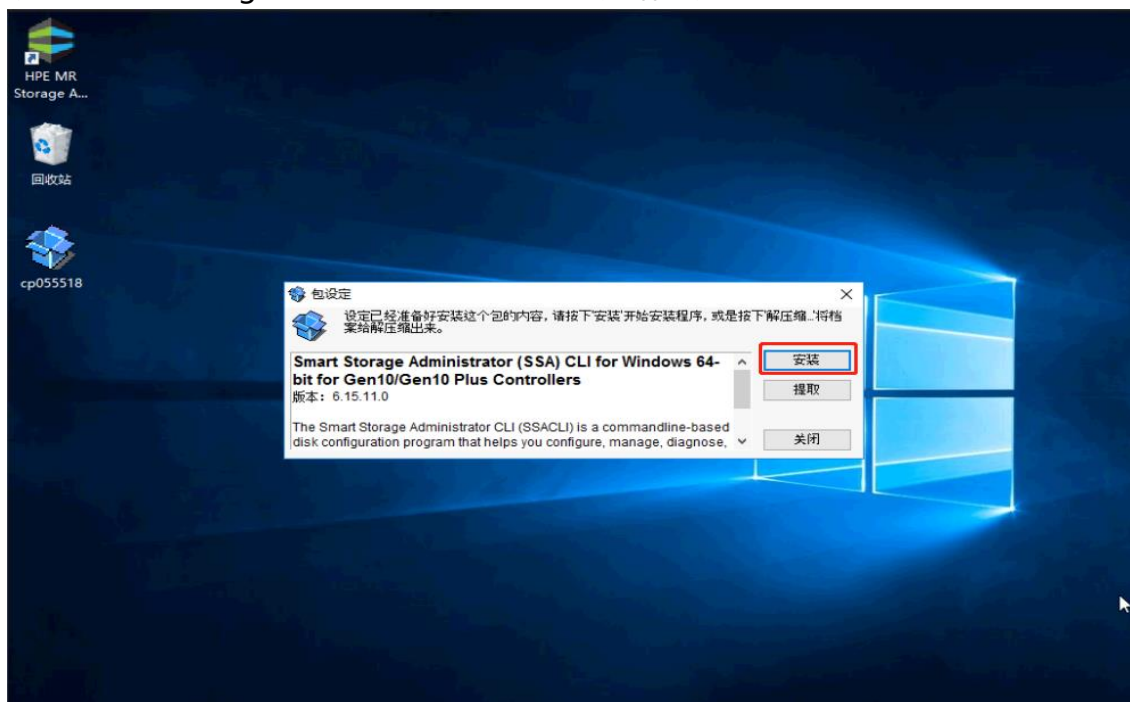 HPE MR
Storage A...
回收站
cp055518
包设定
设定已经准备好安装这个包的内容，请按下'安装'开始安装程序，或是按下'解压缩...'将档
案给解压缩出来。
Smart Storage Administrator (SSA) CLI for Windows 64-
bit for Gen10/Gen10 Plus Controllers
版本： 6.15.11.0
The Smart Storage Administrator CLI (SSACLI) is a commandline-based
disk configuration program that helps you configure, manage, diagnose,
安装
提取
关闭